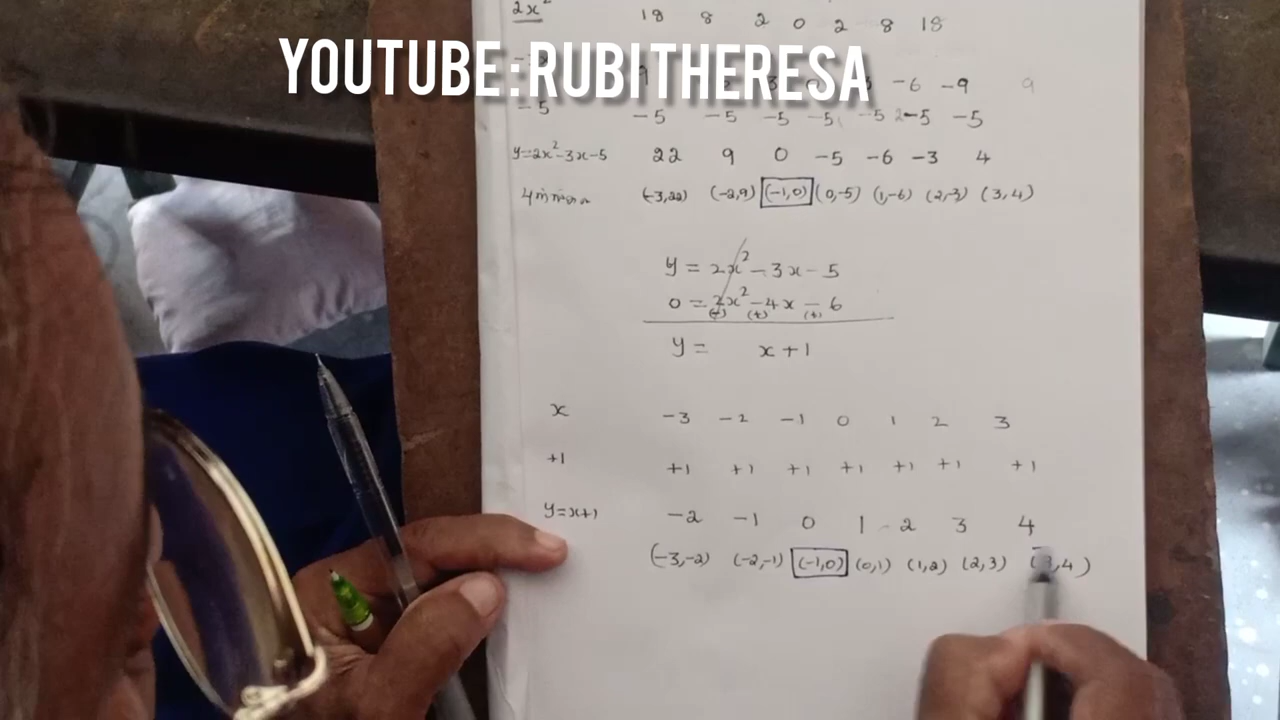 2x²   18   8   2   0   2   8   18
YOUTUBE : RUBI THERESA
-6   -9   9
-5   -5   -5   -5   -5   -5   -5   -5
y=2x²-3x-5   22   9   0   -5   -6   -3   4
(-3,22)   (-2,9)   (-1,0)   (0,-5)   (1,-6)   (2,-3)   (3,4)
y = 2x² - 3x - 5
0 = 2x² - 4x - 6
(-)   (+)   (+)
y =   x + 1
x   -3   -2   -1   0   1   2   3
+1   +1   +1   +1   +1   +1   +1   +1
y=x+1   -2   -1   0   1   2   3   4
(-3,-2)   (-2,-1)   (-1,0)   (0,1)   (1,2)   (2,3)   (3,4)